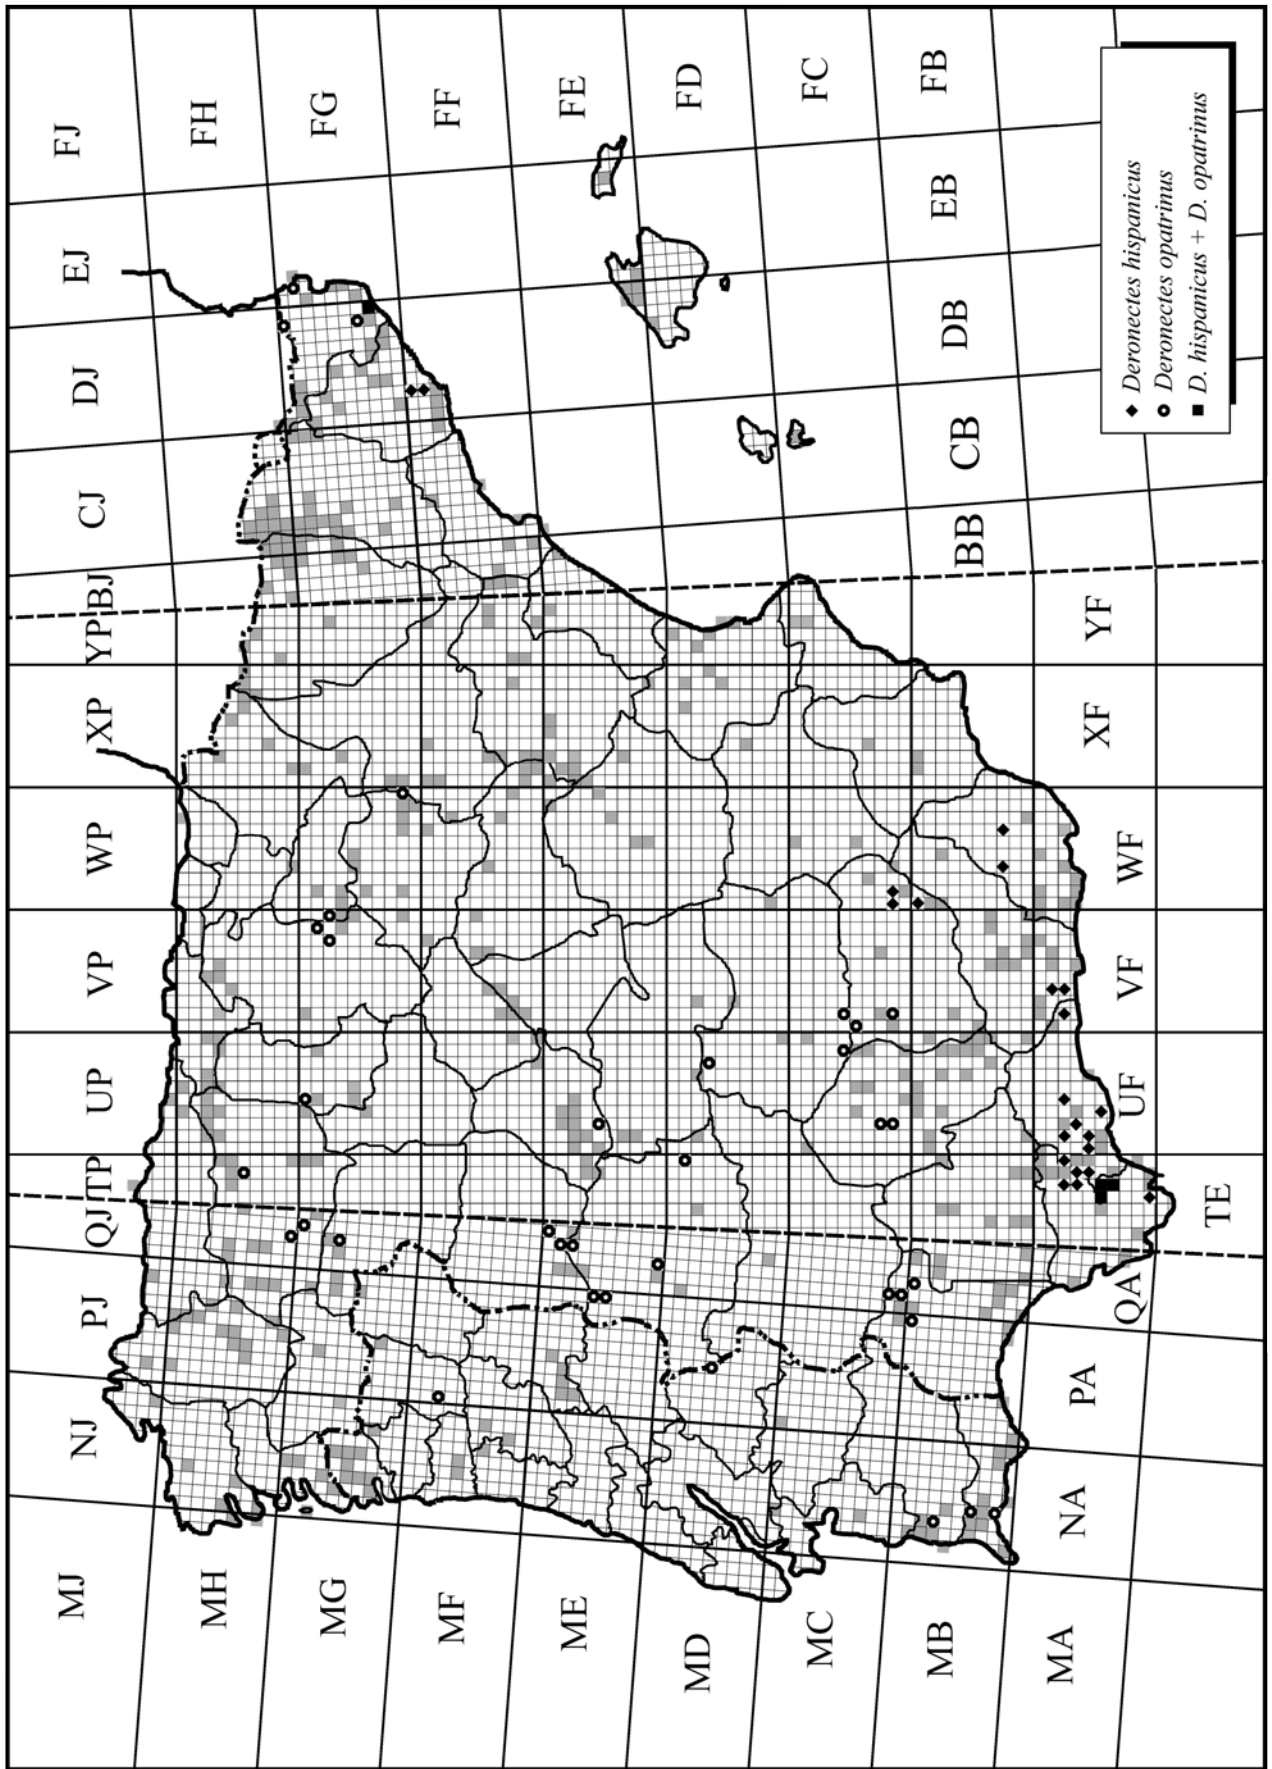 MJ NJ PJ QJ TP UP VP WP XP YP BJ CJ DJ EJ FJ
MH FH
MG FG
MF FF
ME FE
MD FD
MC FC
MB BB CB DB EB FB
MA NA PA QA TE UF VF WF XF YF
Deronectes hispanicus
Deronectes opatrinus
D. hispanicus + D. opatrinus